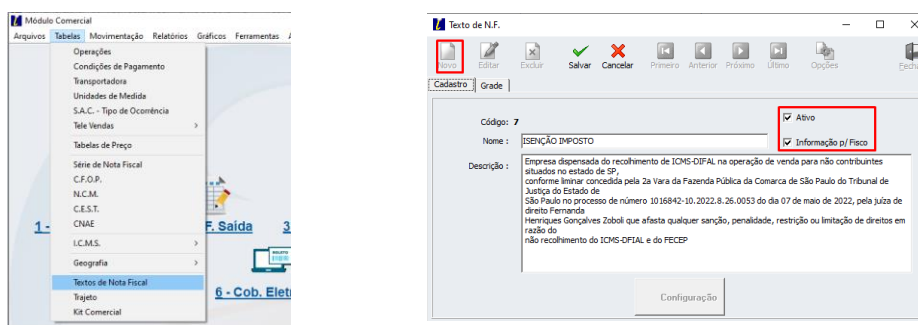 Módulo Comercial
Arquivos Tabelas Movimentação Relatórios Gráficos Ferramentas
Operações
Condições de Pagamento
Transportadora
Unidades de Medida
S.A.C. - Tipo de Ocorrência
Tele Vendas >
Tabelas de Preço
Série de Nota Fiscal
C.F.O.P.
N.C.M.
C.E.S.T.
CNAE
I.C.M.S. >
Geografia >
Textos de Nota Fiscal
Trajeto
Kit Comercial
1 -
F. Saída
3
6 - Cob. Elet
Texto de N.F.
Novo Editar Excluir Salvar Cancelar Primeiro Anterior Próximo Último Opções Fecha
Cadastro Grade
Código: 7
Ativo
Nome : ISENÇÃO IMPOSTO
Informação p/ Fisco
Descrição : Empresa dispensada do recolhimento de ICMS-DIFAL na operação de venda para não contribuintes
situados no estado de SP,
conforme liminar concedida pela 2a Vara da Fazenda Pública da Comarca de São Paulo do Tribunal de
Justiça do Estado de
São Paulo no processo de número 1016842-10.2022.8.26.0053 do dia 07 de maio de 2022, pela juíza de
direito Fernanda
Henriques Gonçalves Zoboli que afasta qualquer sanção, penalidade, restrição ou limitação de direitos em
razão do
não recolhimento do ICMS-DFIAL e do FECEP
Configuração